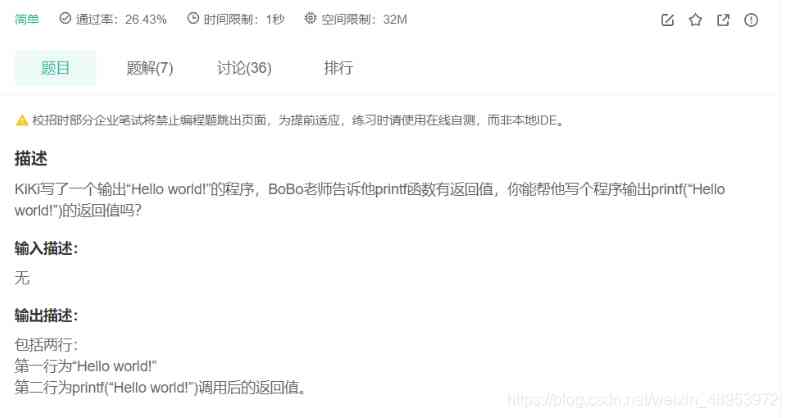 简单 通过率：26.43% 时间限制：1秒 空间限制：32M
题目 题解(7) 讨论(36) 排行
校招时部分企业笔试将禁止编程题跳出页面，为提前适应，练习时请使用在线自测，而非本地IDE。
描述
KiKi写了一个输出“Hello world!”的程序，BoBo老师告诉他printf函数有返回值，你能帮他写个程序输出printf(“Hello
world!”)的返回值吗？
输入描述：
无
输出描述：
包括两行：
第一行为“Hello world!”
第二行为printf(“Hello world!”)调用后的返回值。
https://blog.csdn.net/weixin_48953972